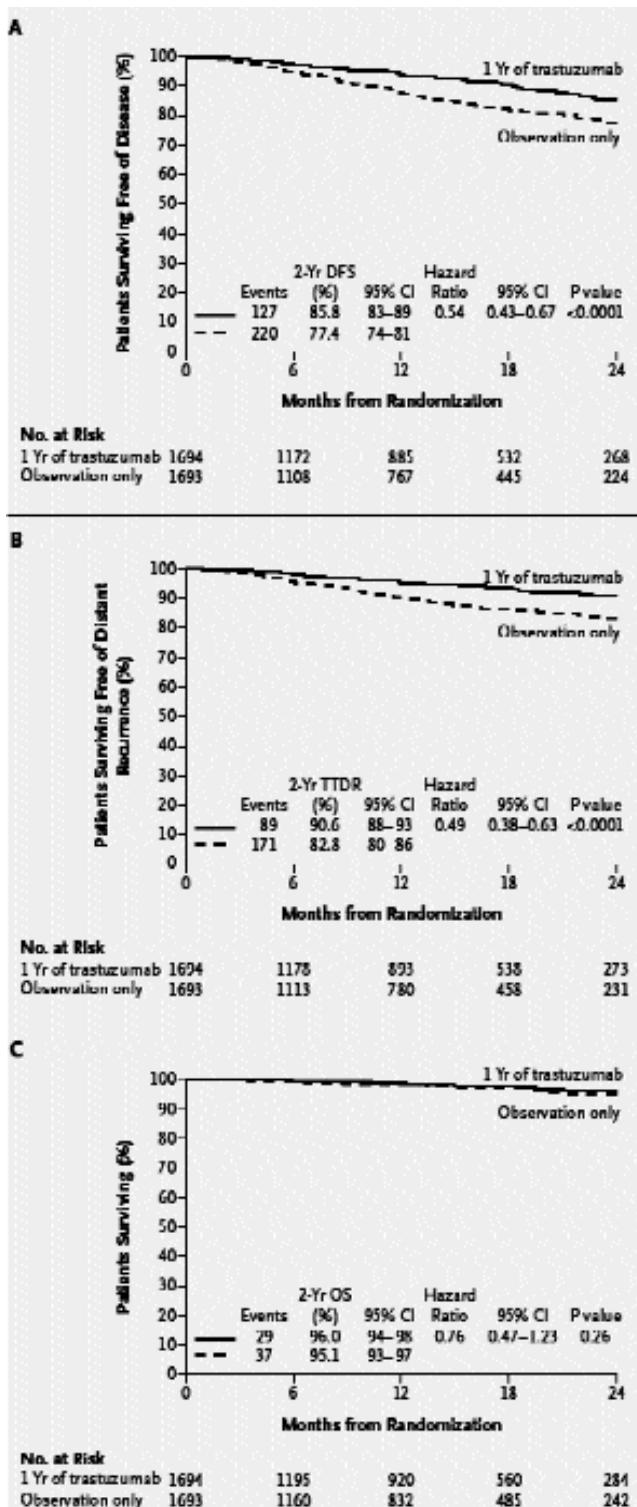 A
Patients Surviving Free of Disease (%)
100
90
80
70
60
50
40
30
20
10
0
1 Yr of trastuzumab
Observation only
2-Yr DFS Hazard
Events (%) 95% CI Ratio 95% CI P value
127 85.8 83–89 0.54 0.43–0.67 <0.0001
220 77.4 74–81
0 6 12 18 24
Months from Randomization
No. at Risk
1 Yr of trastuzumab 1694 1172 885 532 268
Observation only 1693 1108 767 445 224
B
Patients Surviving Free of Distant
Recurrence (%)
100
90
80
70
60
50
40
30
20
10
0
1 Yr of trastuzumab
Observation only
2-Yr TTDR Hazard
Events (%) 95% CI Ratio 95% CI P value
89 90.6 88–93 0.49 0.38–0.63 <0.0001
171 82.8 80 86
0 6 12 18 24
Months from Randomization
No. at Risk
1 Yr of trastuzumab 1694 1178 893 538 273
Observation only 1693 1113 780 458 231
C
Patients Surviving (%)
100
90
80
70
60
50
40
30
20
10
0
1 Yr of trastuzumab
Observation only
2-Yr OS Hazard
Events (%) 95% CI Ratio 95% CI P value
29 96.0 94–98 0.76 0.47–1.23 0.26
37 95.1 93–97
0 6 12 18 24
Months from Randomization
No. at Risk
1 Yr of trastuzumab 1694 1195 920 560 284
Observation only 1693 1160 832 485 242